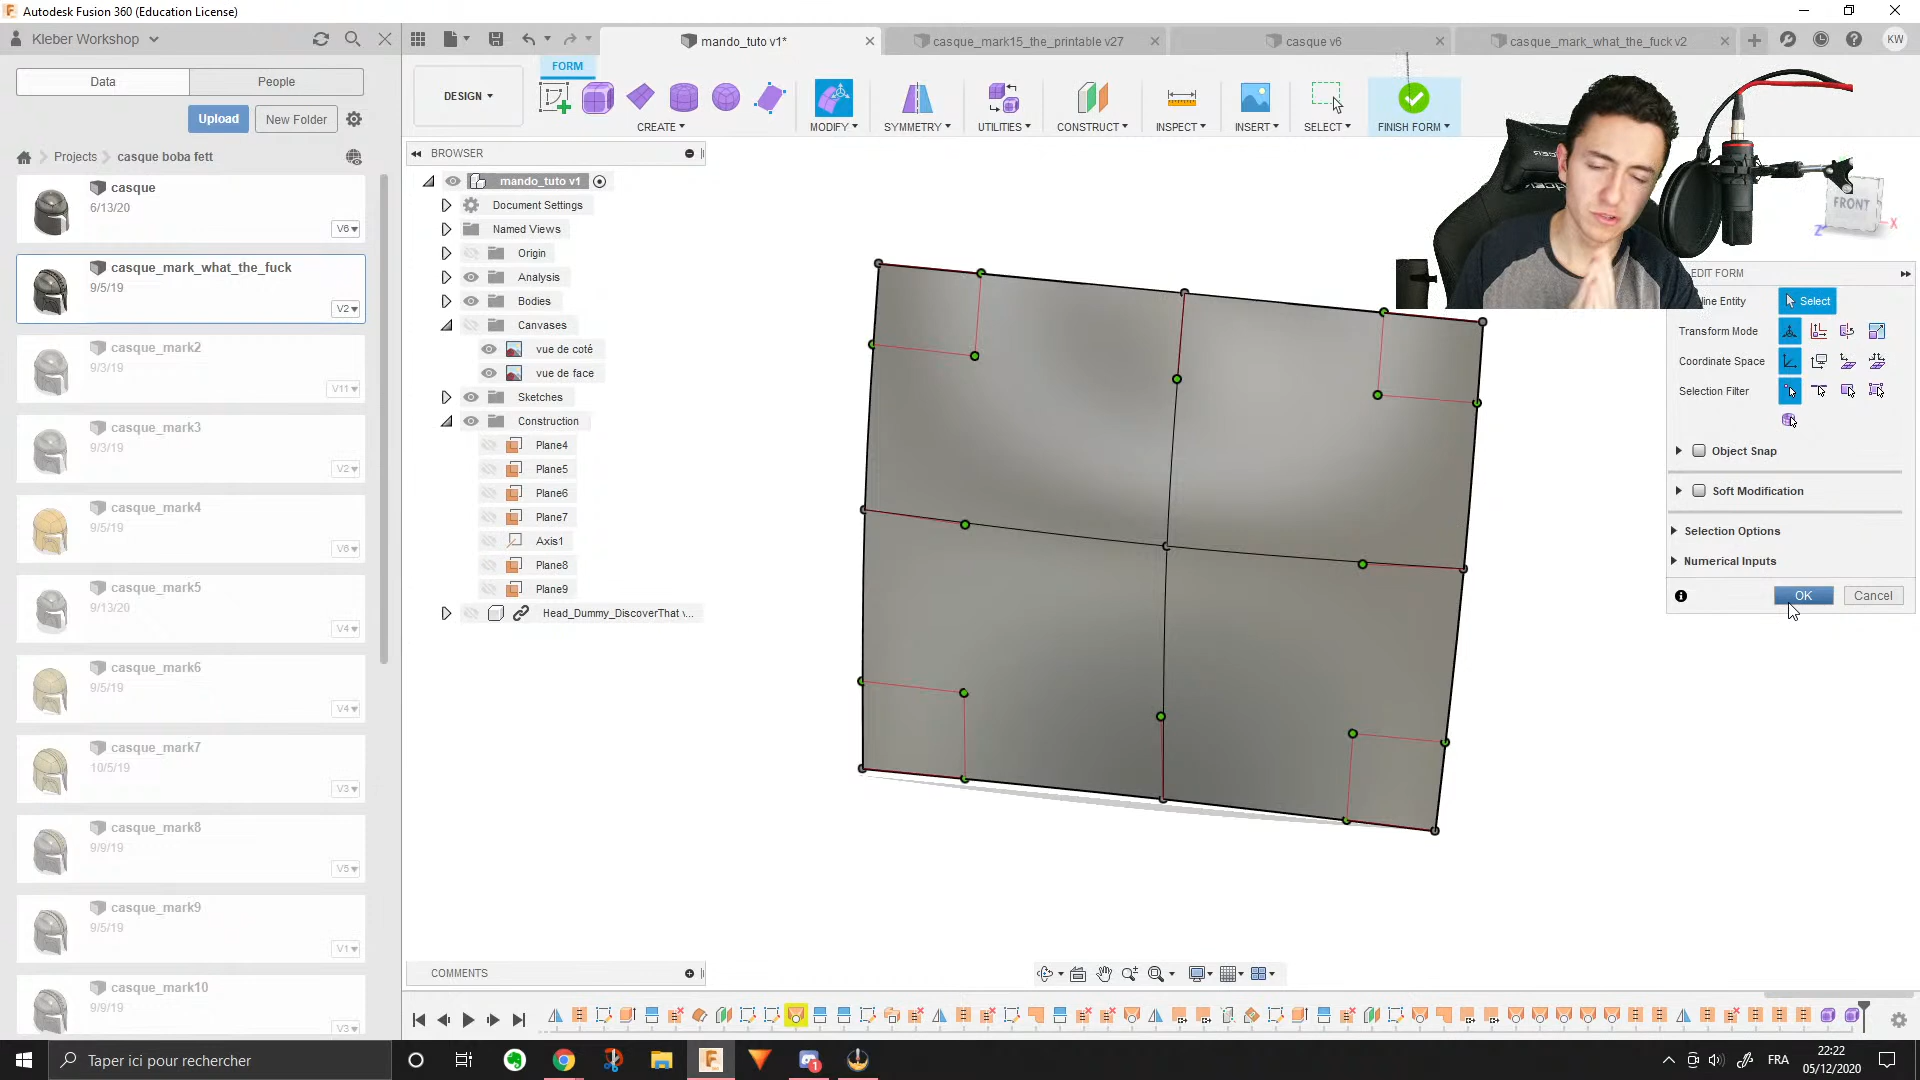 Autodesk Fusion 360 (Education License)
Kleber Workshop
mando_tuto v1*
casque_mark15_the_printable v27
casque v6
casque_mark_what_the_fuck v2
KW
Data
People
FORM
DESIGN
CREATE
MODIFY
SYMMETRY
UTILITIES
CONSTRUCT
INSPECT
INSERT
SELECT
FINISH FORM
Upload
New Folder
Projects
casque boba fett
BROWSER
mando_tuto v1
Document Settings
Named Views
Origin
Analysis
Bodies
Canvases
vue de coté
vue de face
Sketches
Construction
Plane4
Plane5
Plane6
Plane7
Axis1
Plane8
Plane9
Head_Dummy_DiscoverThat v...
casque
6/13/20
V6
casque_mark_what_the_fuck
9/5/19
V2
casque_mark2
9/3/19
V11
casque_mark3
9/3/19
V2
casque_mark4
9/5/19
V6
casque_mark5
9/13/20
V4
casque_mark6
9/5/19
V4
casque_mark7
10/5/19
V3
casque_mark8
9/9/19
V5
casque_mark9
9/5/19
V1
casque_mark10
9/9/19
V3
FRONT
X
Z
EDIT FORM
Select
Transform Mode
Coordinate Space
Selection Filter
Object Snap
Soft Modification
Selection Options
Numerical Inputs
OK
Cancel
COMMENTS
Taper ici pour rechercher
FRA
22:22
05/12/2020